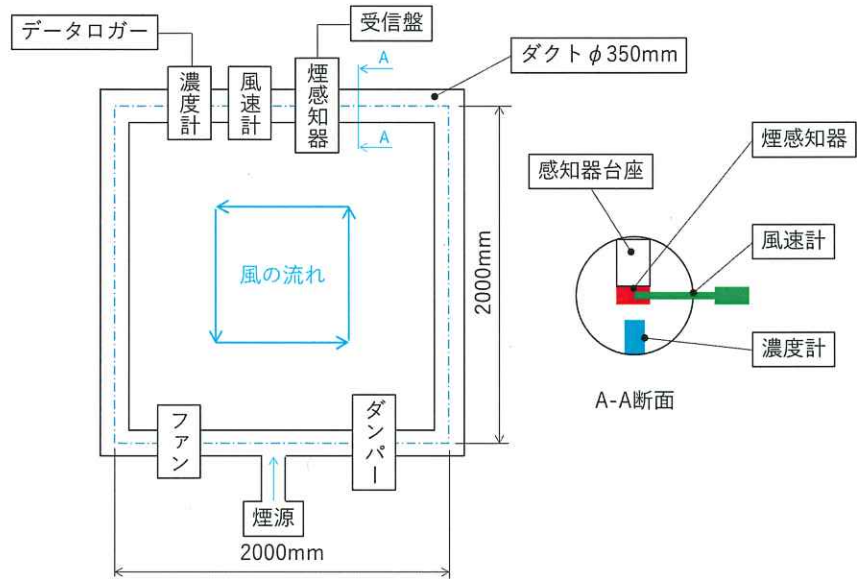 データロガー
受信盤
ダクトφ350mm
濃度計
風速計
煙感知器
A
A
煙感知器
感知器台座
風速計
風の流れ
2000mm
濃度計
A-A断面
ファン
ダンパー
煙源
2000mm